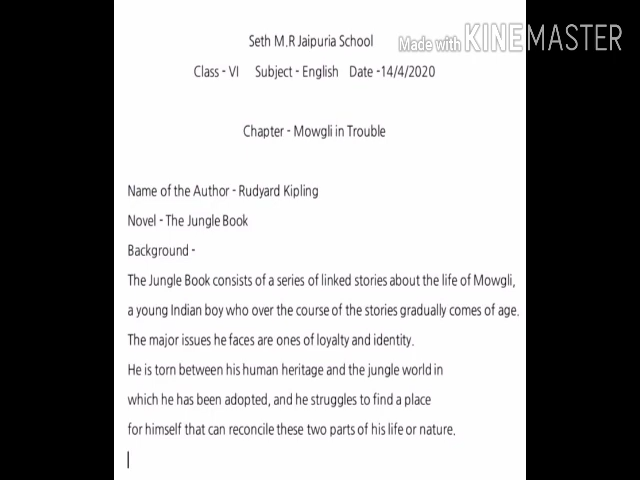 Seth M.R Jaipuria School
Made with KINEMASTER
Class - VI Subject - English Date -14/4/2020
Chapter - Mowgli in Trouble
Name of the Author - Rudyard Kipling
Novel - The Jungle Book
Background -
The Jungle Book consists of a series of linked stories about the life of Mowgli,
a young Indian boy who over the course of the stories gradually comes of age.
The major issues he faces are ones of loyalty and identity.
He is torn between his human heritage and the jungle world in
which he has been adopted, and he struggles to find a place
for himself that can reconcile these two parts of his life or nature.